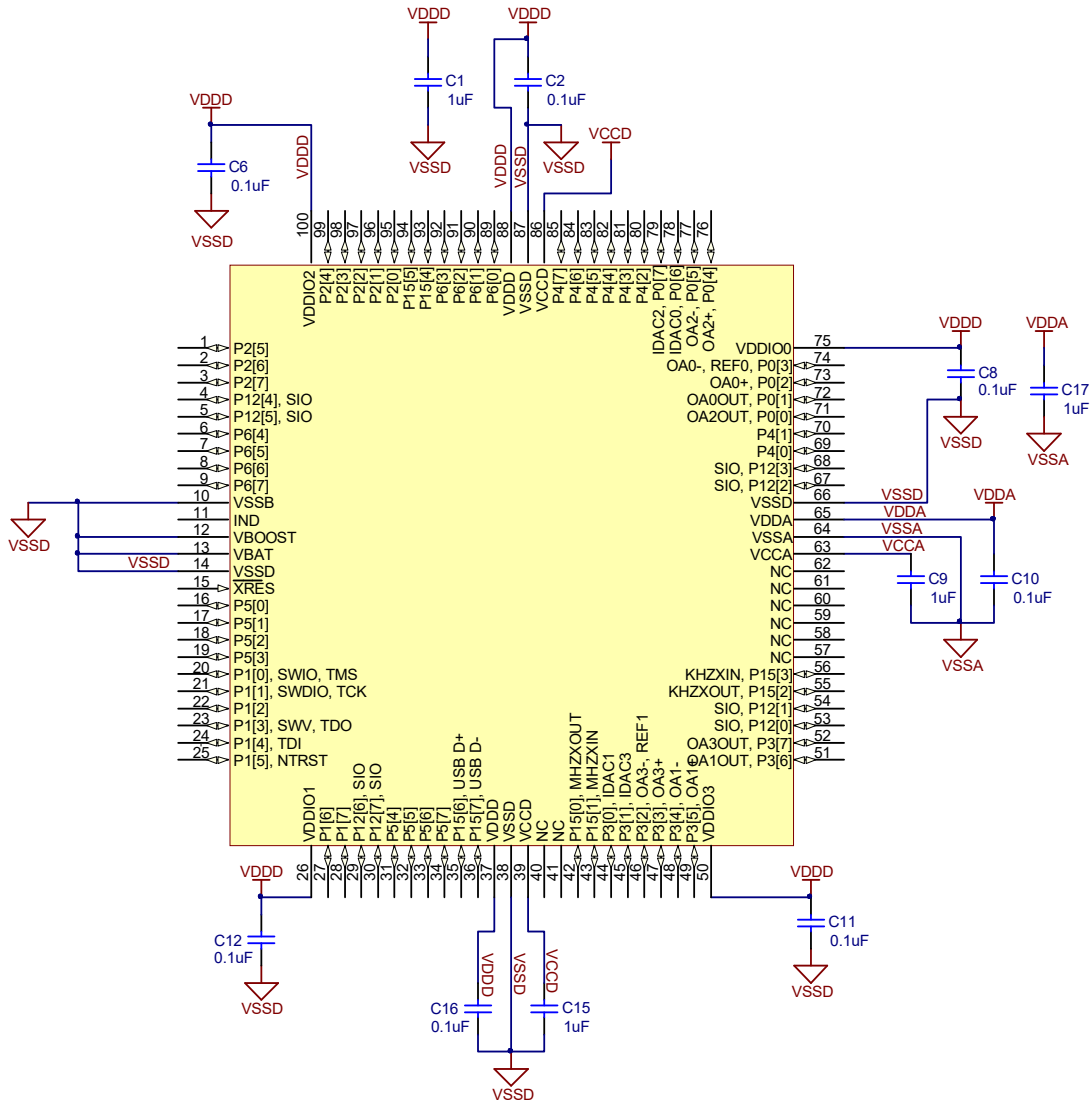 VDDD
C1
1uF
VSSD
VDDD
C2
0.1uF
VSSD
VDDD
VSSD
VCCD
VDDD
C6
0.1uF
VSSD
VDDD
100
99
98
97
96
95
94
93
92
91
90
89
88
87
86
85
84
83
82
81
80
79
78
77
76
VDDIO2
P2[4]
P2[3]
P2[2]
P2[1]
P2[0]
P15[5]
P15[4]
P6[3]
P6[2]
P6[1]
P6[0]
VDDD
VSSD
VCCD
P4[7]
P4[6]
P4[5]
P4[4]
P4[3]
P4[2]
IDAC2, P0[7]
IDAC0, P0[6]
OA2-, P0[5]
OA2+, P0[4]
1 P2[5]
2 P2[6]
3 P2[7]
4 P12[4], SIO
5 P12[5], SIO
6 P6[4]
7 P6[5]
8 P6[6]
9 P6[7]
10 VSSB
11 IND
12 VBOOST
13 VBAT
14 VSSD
15 XRES
16 P5[0]
17 P5[1]
18 P5[2]
19 P5[3]
20 P1[0], SWIO, TMS
21 P1[1], SWDIO, TCK
22 P1[2]
23 P1[3], SWV, TDO
24 P1[4], TDI
25 P1[5], NTRST
VSSD
VSSD
VDDIO0 75
OA0-, REF0, P0[3] 74
OA0+, P0[2] 73
OA0OUT, P0[1] 72
OA2OUT, P0[0] 71
P4[1] 70
P4[0] 69
SIO, P12[3] 68
SIO, P12[2] 67
VSSD 66
VDDA 65
VSSA 64
VCCA 63
NC 62
NC 61
NC 60
NC 59
NC 58
NC 57
KHZXIN, P15[3] 56
KHZXOUT, P15[2] 55
SIO, P12[1] 54
SIO, P12[0] 53
OA3OUT, P3[7] 52
OA1OUT, P3[6] 51
VDDD
C8
0.1uF
VSSD
VDDA
C17
1uF
VSSA
VSSD
VDDA
VSSA
VCCA
VDDA
C9
1uF
C10
0.1uF
VSSA
VDDIO1
P1[6]
P1[7]
P12[6], SIO
P12[7], SIO
P5[4]
P5[5]
P5[6]
P5[7]
P15[6], USB D+
P15[7], USB D-
VDDD
VSSD
VCCD
NC
NC
P15[0], MHZXOUT
P15[1], MHZXIN
P3[0], IDAC1
P3[1], IDAC3
P3[2], OA3-, REF1
P3[3], OA3+
P3[4], OA1-
P3[5], OA1+
VDDIO3
26
27
28
29
30
31
32
33
34
35
36
37
38
39
40
41
42
43
44
45
46
47
48
49
50
VDDD
C12
0.1uF
VSSD
VDDD
VSSD
VCCD
C16
0.1uF
C15
1uF
VSSD
VDDD
C11
0.1uF
VSSD